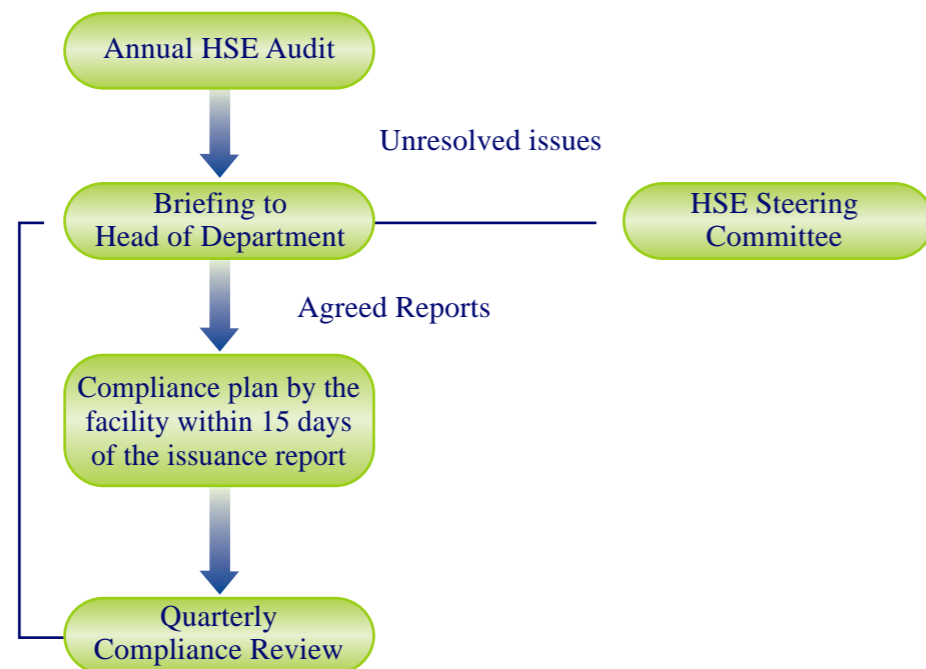 Annual HSE Audit
Unresolved issues
Briefing to
Head of Department
HSE Steering
Committee
Agreed Reports
Compliance plan by the
facility within 15 days
of the issuance report
Quarterly
Compliance Review